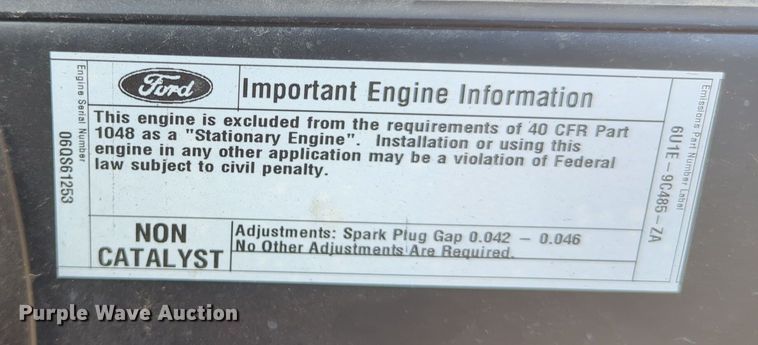 Ford
Important Engine Information
Engine Serial Number
06QS61253
This engine is excluded from the requirements of 40 CFR Part
1048 as a "Stationary Engine". Installation or using this
engine in any other application may be a violation of Federal
law subject to civil penalty.
NON
CATALYST
Adjustments: Spark Plug Gap 0.042 – 0.046
No Other Adjustments Are Required.
Emissions Part Number Label
6U1E – 9C485 – ZA
Purple Wave Auction